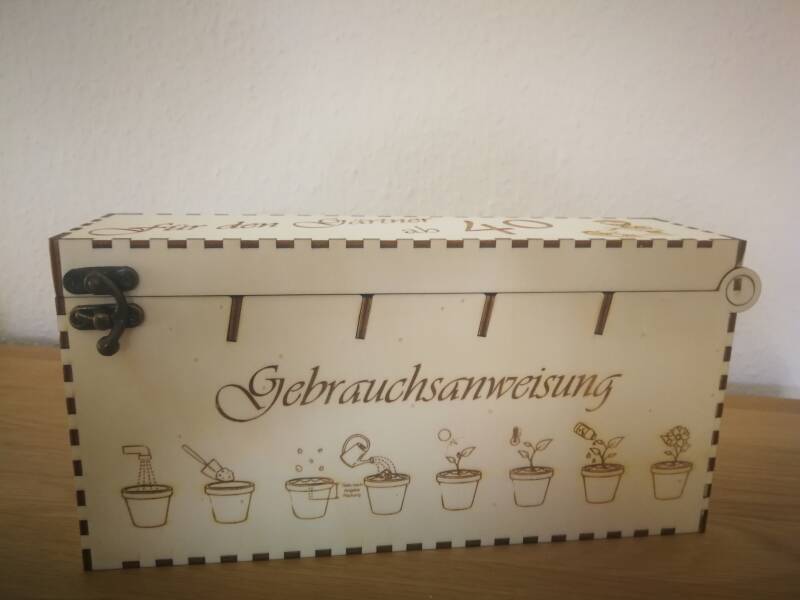 Für den Gärtner
ab 40
Gebrauchsanweisung